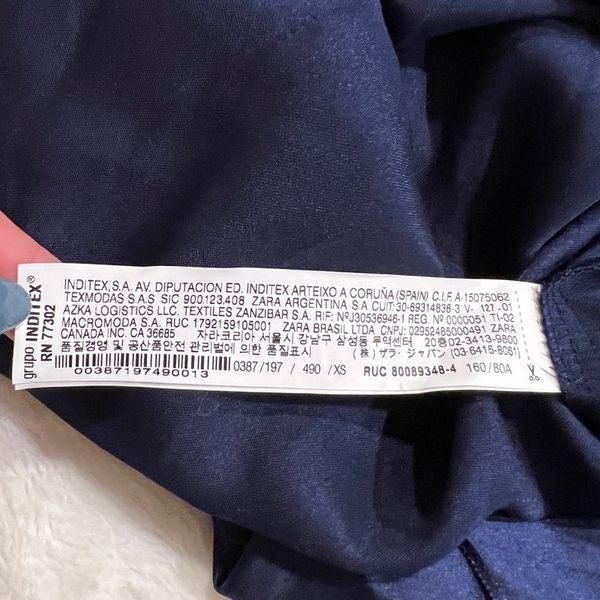 grupo INDITEX®
RN 77302
INDITEX, S.A. AV. DIPUTACION ED. INDITEX ARTEIXO A CORUÑA (SPAIN) C.I.F. A-15075062
TEXMODAS S.A.S SIC 900.123.408 ZARA ARGENTINA S.A CUIT: 30-69314836-3 V- 12T -D1
AZKA LOGISTICS LLC. TEXTILES ZANZIBAR S.A. RIF: NºJ30536946-1 REG. Nº 0000051 T1-02
MACROMODA S.A. RUC 1792159105001 ZARA BRASIL LTDA. CNPJ: 02952485000491 ZARA
CANADA INC. CA 36685 자라코리아 서울시 강남구 삼성동 무역센터 20층 02-3413-9800
품질경영 및 공산품안전 관리법에 의한 품질표시 (株) ザラ・ジャパン (03-6415-8061)
00387197490013 0387/197 / 490 /XS RUC 80089348-4 160/80A